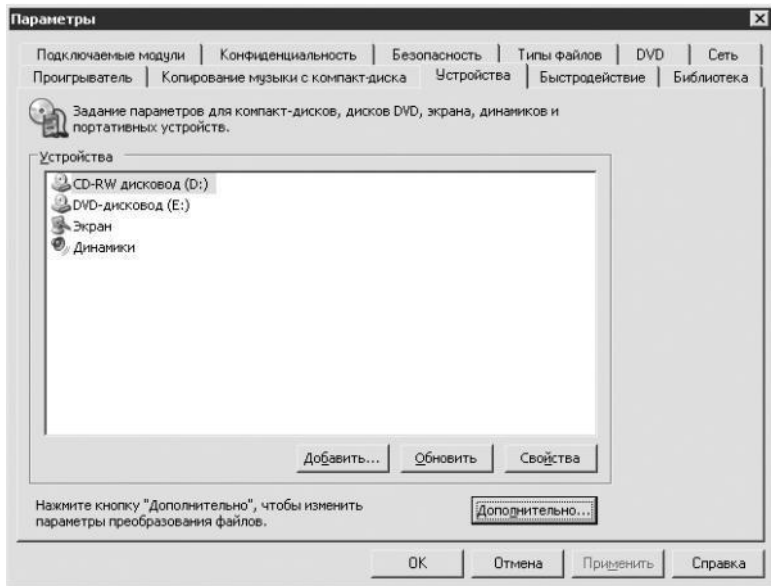 Параметры
Подключаемые модули Конфиденциальность Безопасность Типы файлов DVD Сеть
Проигрыватель Копирование музыки с компакт-диска Устройства Быстродействие Библиотека
Задание параметров для компакт-дисков, дисков DVD, экрана, динамиков и
портативных устройств.
Устройства
CD-RW дисковод (D:)
DVD-дисковод (E:)
Экран
Динамики
Добавить... Обновить Свойства
Нажмите кнопку "Дополнительно", чтобы изменить
параметры преобразования файлов.
Дополнительно...
OK Отмена Применить Справка